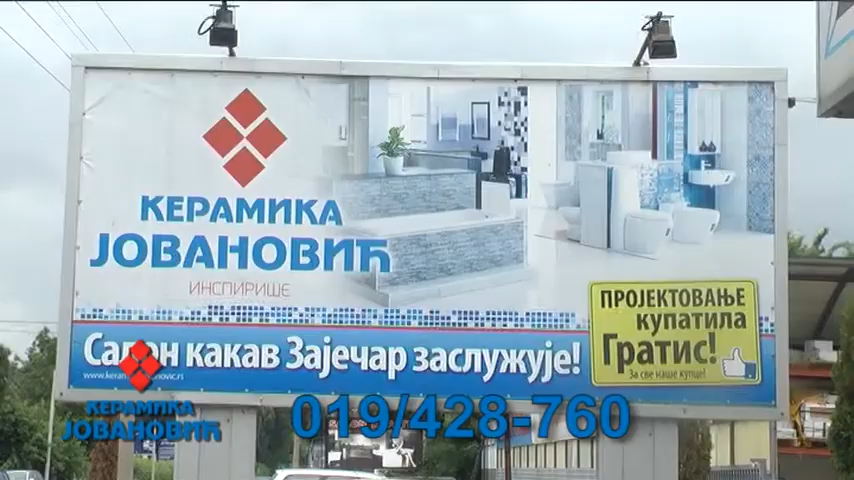 КЕРАМИКА
ЈОВАНОВИЋ
ИНСПИРИШЕ
ПРОЈЕКТОВАЊЕ
купатила
Гратис!
За све наше купце!
Салон какав Зајечар заслужује!
КЕРАМИКА
ЈОВАНОВИЋ
019/428-760